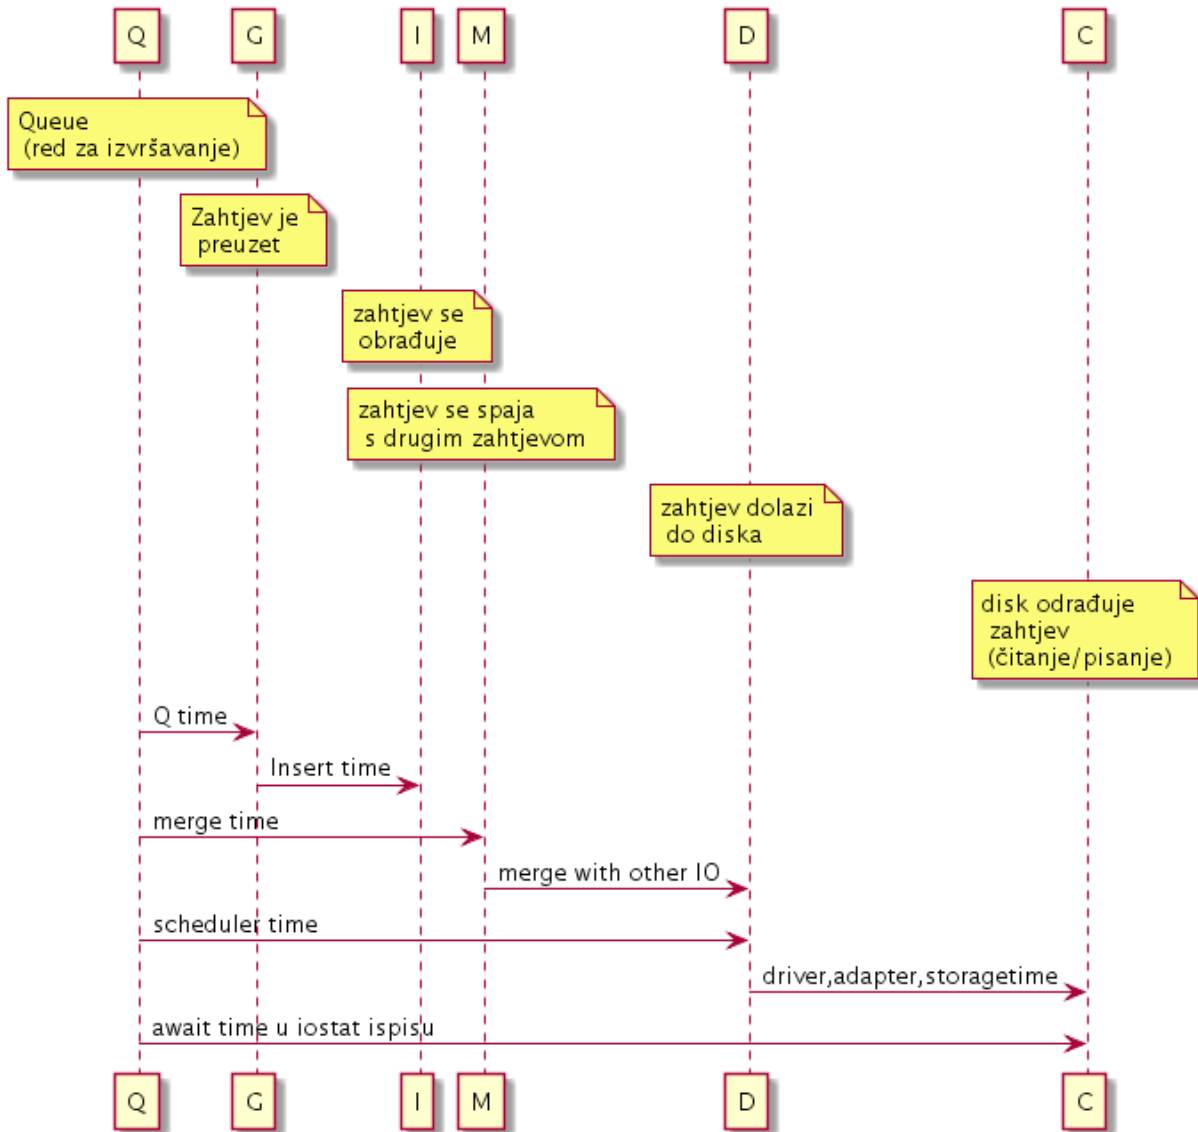 Q G I M D C
Queue
(red za izvršavanje)
Zahtjev je
preuzet
zahtjev se
obrađuje
zahtjev se spaja
s drugim zahtjevom
zahtjev dolazi
do diska
disk odrađuje
zahtjev
(čitanje/pisanje)
Q time
Insert time
merge time
merge with other IO
scheduler time
driver,adapter,storagetime
await time u iostat ispisu
Q G I M D C